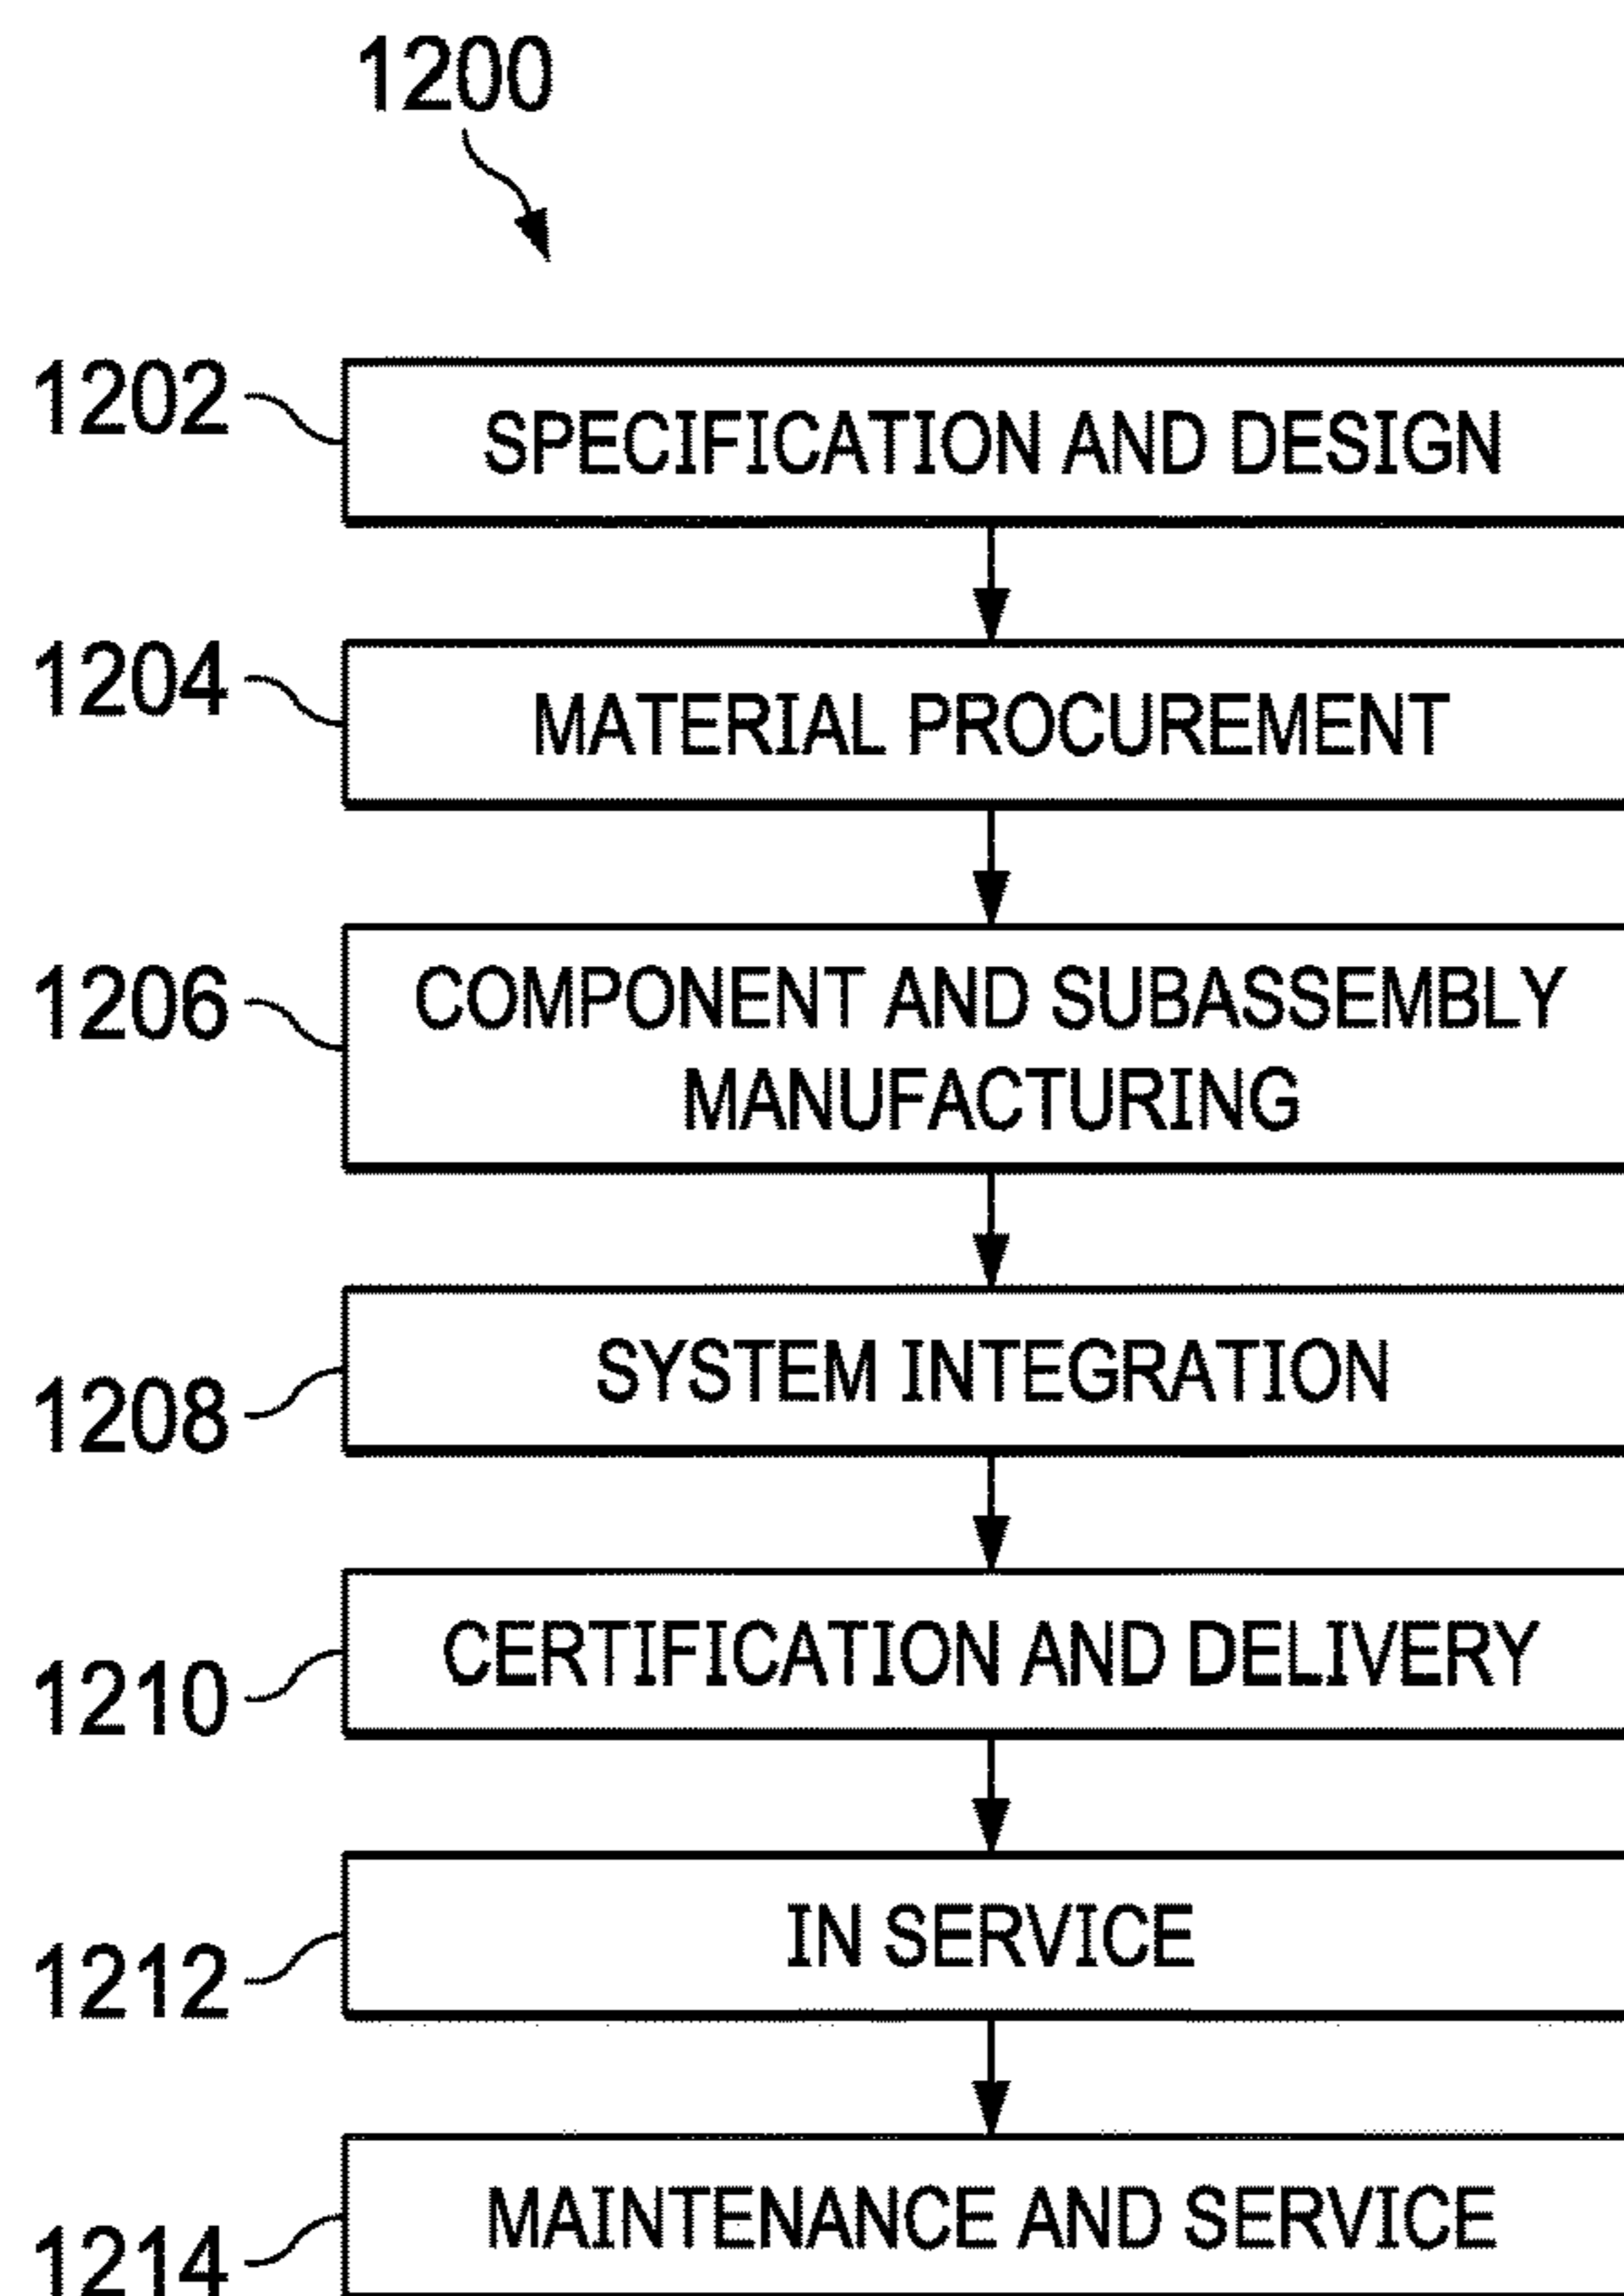 1200
1202
SPECIFICATION AND DESIGN
1204
MATERIAL PROCUREMENT
1206
COMPONENT AND SUBASSEMBLY
MANUFACTURING
1208
SYSTEM INTEGRATION
1210
CERTIFICATION AND DELIVERY
1212
IN SERVICE
1214
MAINTENANCE AND SERVICE